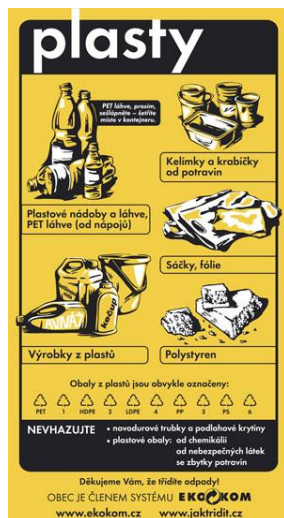 plasty
PET láhve, prosím,
sešlápněte – šetříte
místo v kontejneru.
Kelímky a krabičky
od potravin
Plastové nádoby a láhve,
PET láhve (od nápojů)
Sáčky, fólie
AVIVÁŽ
kečup
Výrobky z plastů
Polystyren
Obaly z plastů jsou obvykle označeny:
PET 1 HDPE 2 LDPE 4 PP 5 PS 6
NEVHAZUJTE
• novodurové trubky a podlahové krytiny
• plastové obaly: od chemikálií
od nebezpečných látek
se zbytky potravin
Děkujeme Vám, že třídíte odpady!
OBEC JE ČLENEM SYSTÉMU EKOKOM
www.ekokom.cz www.jaktridit.cz